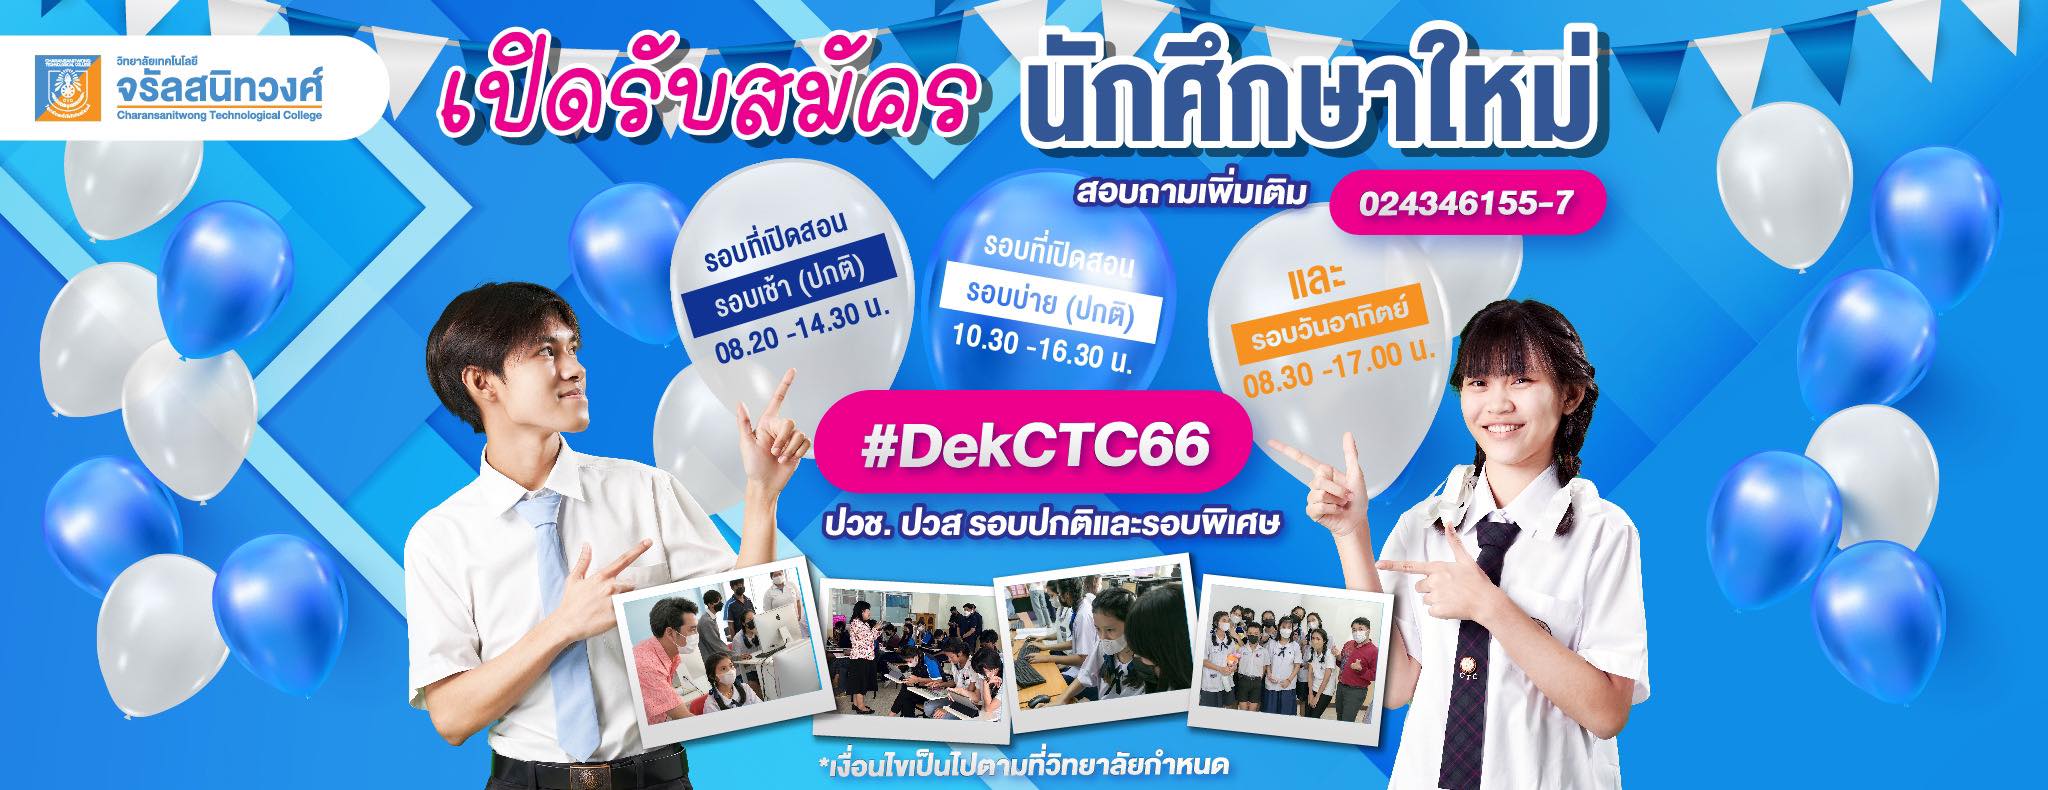 วิทยาลัยเทคโนโลยี
จรัลสนิทวงศ์
Charansanitwong Technological College
เปิดรับสมัคร นักศึกษาใหม่
สอบถามเพิ่มเติม 024346155-7
รอบที่เปิดสอน
รอบเช้า (ปกติ)
08.20 -14.30 น.
รอบที่เปิดสอน
รอบบ่าย (ปกติ)
10.30 -16.30 น.
และ
รอบวันอาทิตย์
08.30 -17.00 น.
#DekCTC66
ปวช. ปวส รอบปกติและรอบพิเศษ
CTC
*เงื่อนไขเป็นไปตามที่วิทยาลัยกำหนด